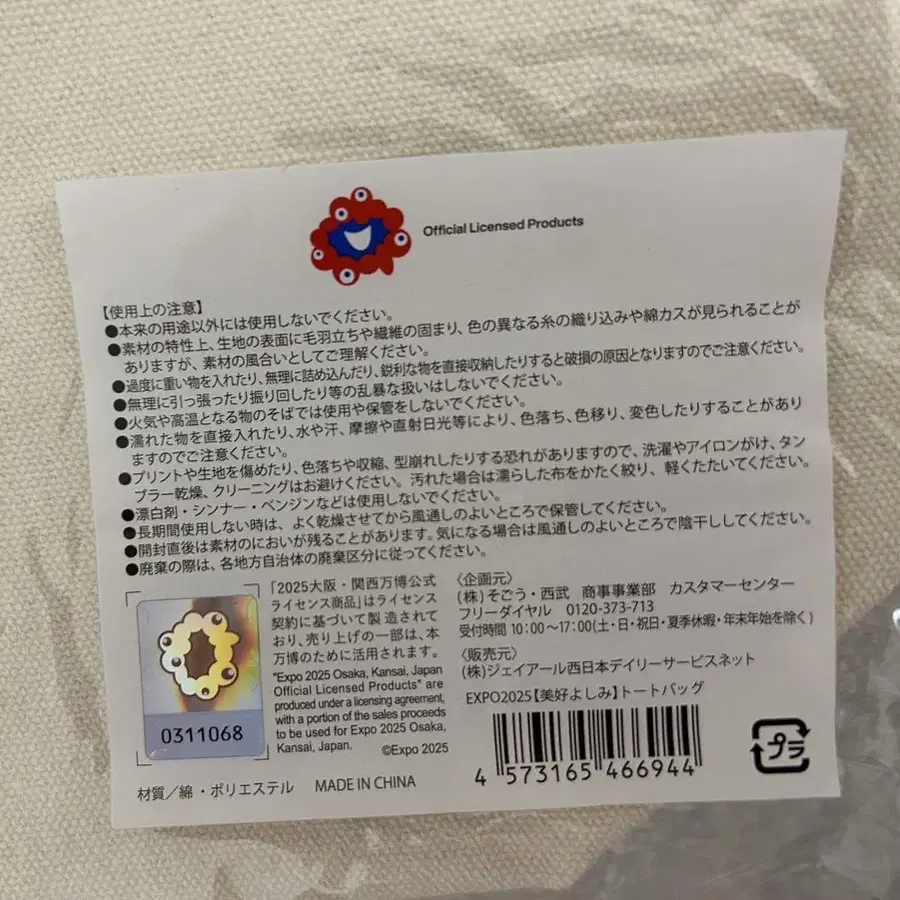 Official Licensed Products
【使用上の注意】
●本来の用途以外には使用しないでください。
●素材の特性上、生地の表面に毛羽立ちや繊維の固まり、色の異なる糸の織り込みや綿カスが見られることが
ありますが、素材の風合いとしてご理解ください。
●過度に重い物を入れたり、無理に詰め込んだり、鋭利な物を直接収納したりすると破損の原因となりますのでご注意ください。
●無理に引っ張ったり振り回したり等の乱暴な扱いはしないでください。
●火気や高温となる物のそばでは使用や保管をしないでください。
●濡れた物を直接入れたり、水や汗、摩擦や直射日光等により、色落ち、色移り、変色したりすることがあり
ますのでご注意ください。
●プリントや生地を傷めたり、色落ちや収縮、型崩れしたりする恐れがありますので、洗濯やアイロンがけ、タン
ブラー乾燥、クリーニングはお避けください。汚れた場合は濡らした布をかたく絞り、軽くたたいてください。
●漂白剤・シンナー・ベンジンなどは使用しないでください。
●長期間使用しない時は、よく乾燥させてから風通しのよいところで保管してください。
●開封直後は素材のにおいが残ることがあります。気になる場合は風通しのよいところで陰干ししてください。
●廃棄の際は、各地方自治体の廃棄区分に従ってください。
0311068
「2025大阪・関西万博公式
ライセンス商品」はライセンス
契約に基づいて製造されて
おり、売り上げの一部は、本
万博のために活用されます。
"Expo 2025 Osaka, Kansai, Japan
Official Licensed Products" are
produced under a licensing agreement,
with a portion of the sales proceeds
to be used for Expo 2025 Osaka,
Kansai, Japan.
©Expo 2025
〈企画元〉
(株)そごう・西武 商事事業部 カスタマーセンター
フリーダイヤル 0120-373-713
受付時間 10:00〜17:00(土・日・祝日・夏季休暇・年末年始を除く)
〈販売元〉
(株)ジェイアール西日本デイリーサービスネット
EXPO2025【美好よしみ】トートバッグ
4 573165 466944
プラ
材質／綿・ポリエステル MADE IN CHINA